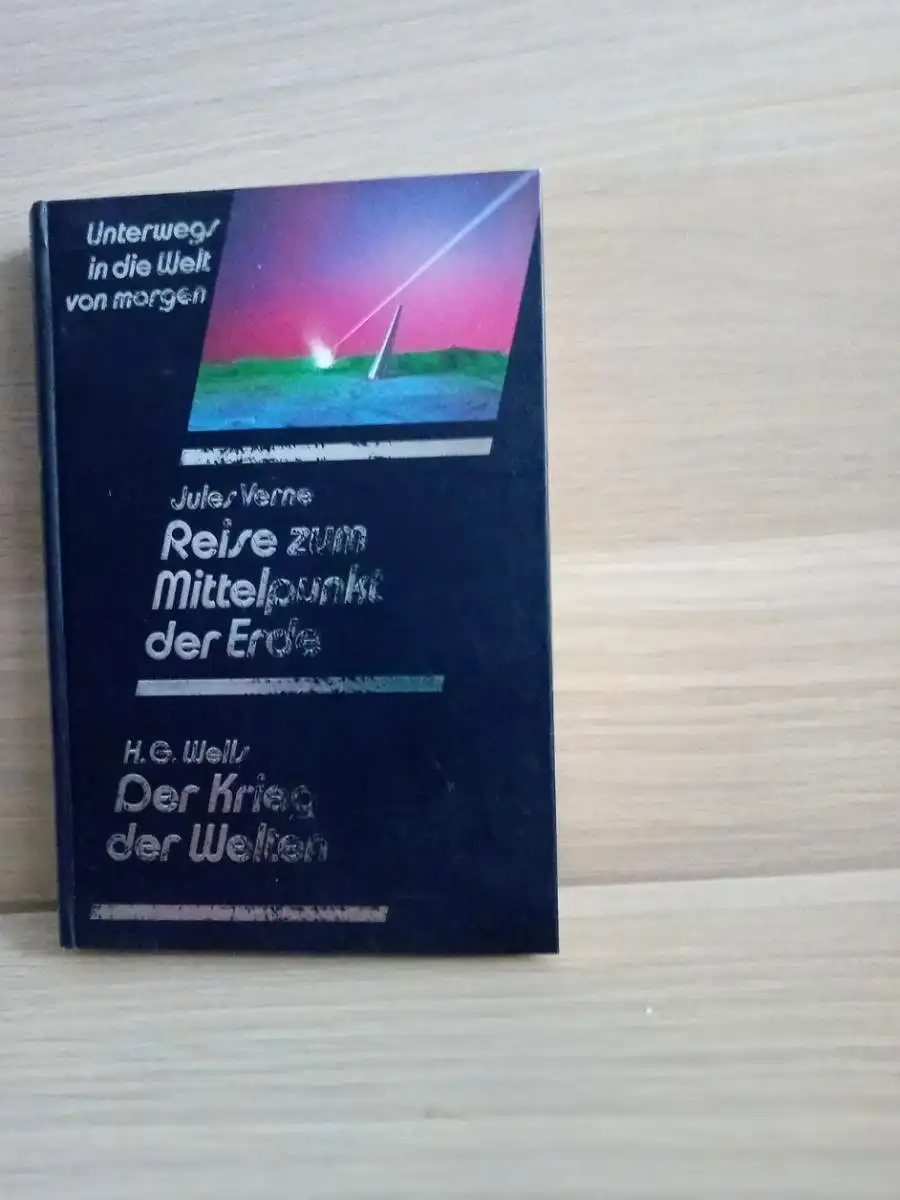 Unterwegs
in die Welt
von morgen
Jules Verne
Reise zum
Mittelpunkt
der Erde
H. G. Wells
Der Krieg
der Welten